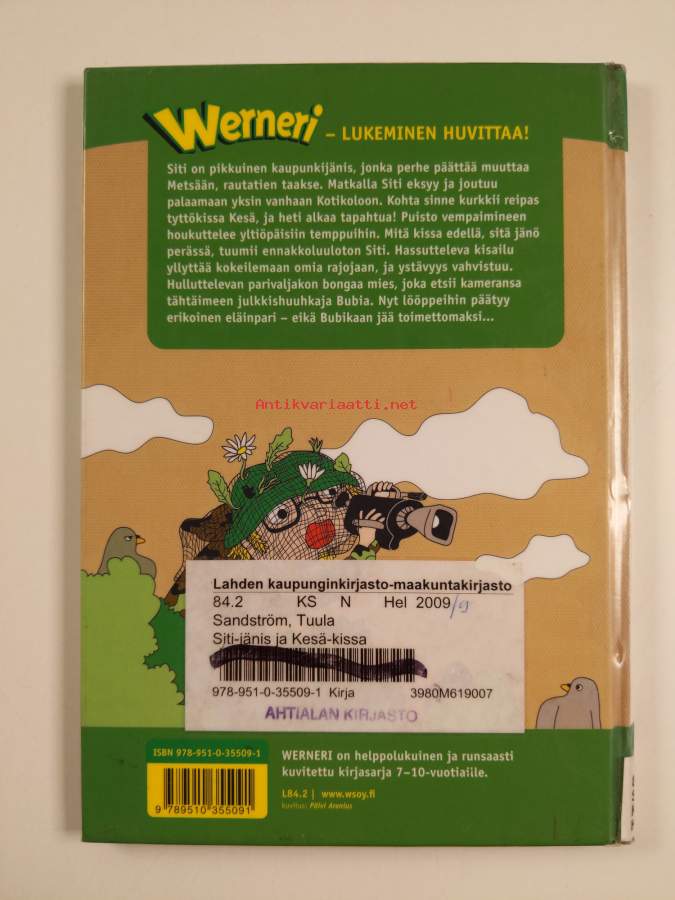 Werneri – LUKEMINEN HUVITTAA!
Siti on pikkuinen kaupunkijänis, jonka perhe päättää muuttaa
Metsään, rautatien taakse. Matkalla Siti eksyy ja joutuu
palaamaan yksin vanhaan Kotikoloon. Kohta sinne kurkkii reipas
tyttökissa Kesä, ja heti alkaa tapahtua! Puisto vempaimineen
houkuttelee yltiöpäisiin temppuihin. Mitä kissa edellä, sitä jänö
perässä, tuumii ennakkoluuloton Siti. Hassutteleva kisailu
yllyttää kokeilemaan omia rajojaan, ja ystävyys vahvistuu.
Hulluttelevan parivaljakon bongaa mies, joka etsii kameransa
tähtäimeen julkkishuuhkaja Bubia. Nyt lööppeihin päätyy
erikoinen eläinpari – eikä Bubikaan jää toimettomaksi...
Antikvariaatti.net
Lahden kaupunginkirjasto-maakuntakirjasto
84.2 KS N Hel 2009/9
Sandström, Tuula
Siti-jänis ja Kesä-kissa
978-951-0-35509-1 Kirja 3980M619007
AHTIALAN KIRJASTO
ISBN 978-951-0-35509-1
9 789510 355091
WERNERI on helppolukuinen ja runsaasti
kuvitettu kirjasarja 7–10-vuotiaille.
L84.2 | www.wsoy.fi
kuvitus: Päivi Arenius